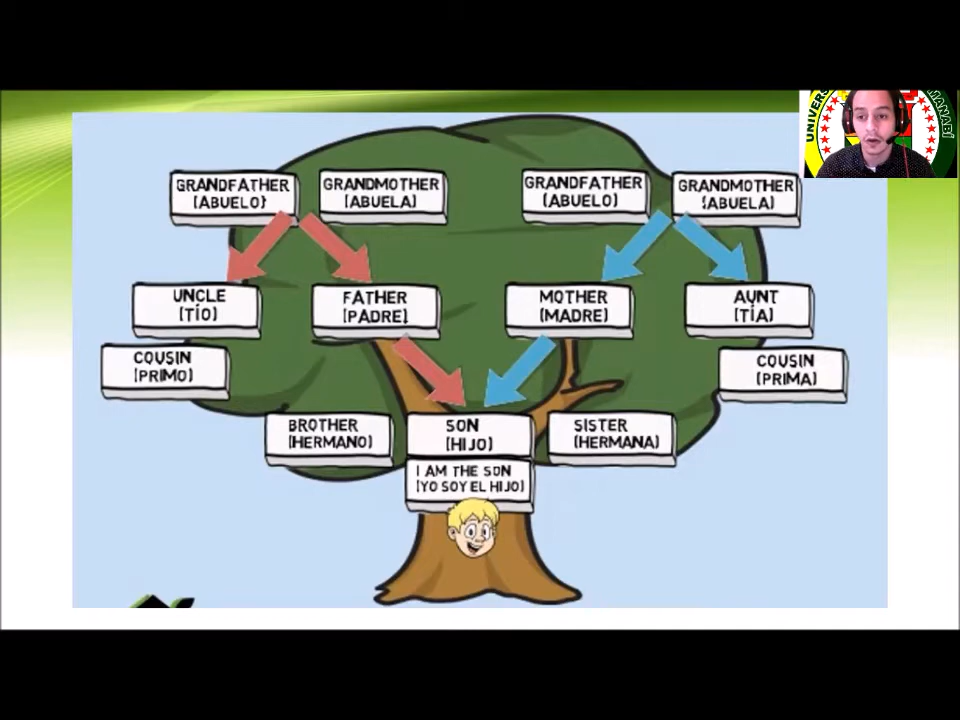 GRANDFATHER
(ABUELO}
GRANDMOTHER
(ABUELA)
GRANDFATHER
(ABUELO)
GRANDMOTHER
(ABUELA)
UNCLE
(TÍO)
FATHER
(PADRE)
MOTHER
(MADRE)
AUNT
(TÍA)
COUSIN
(PRIMO)
COUSIN
(PRIMA)
BROTHER
(HERMANO)
SON
(HIJO)
SISTER
(HERMANA)
I AM THE SON
(YO SOY EL HIJO)